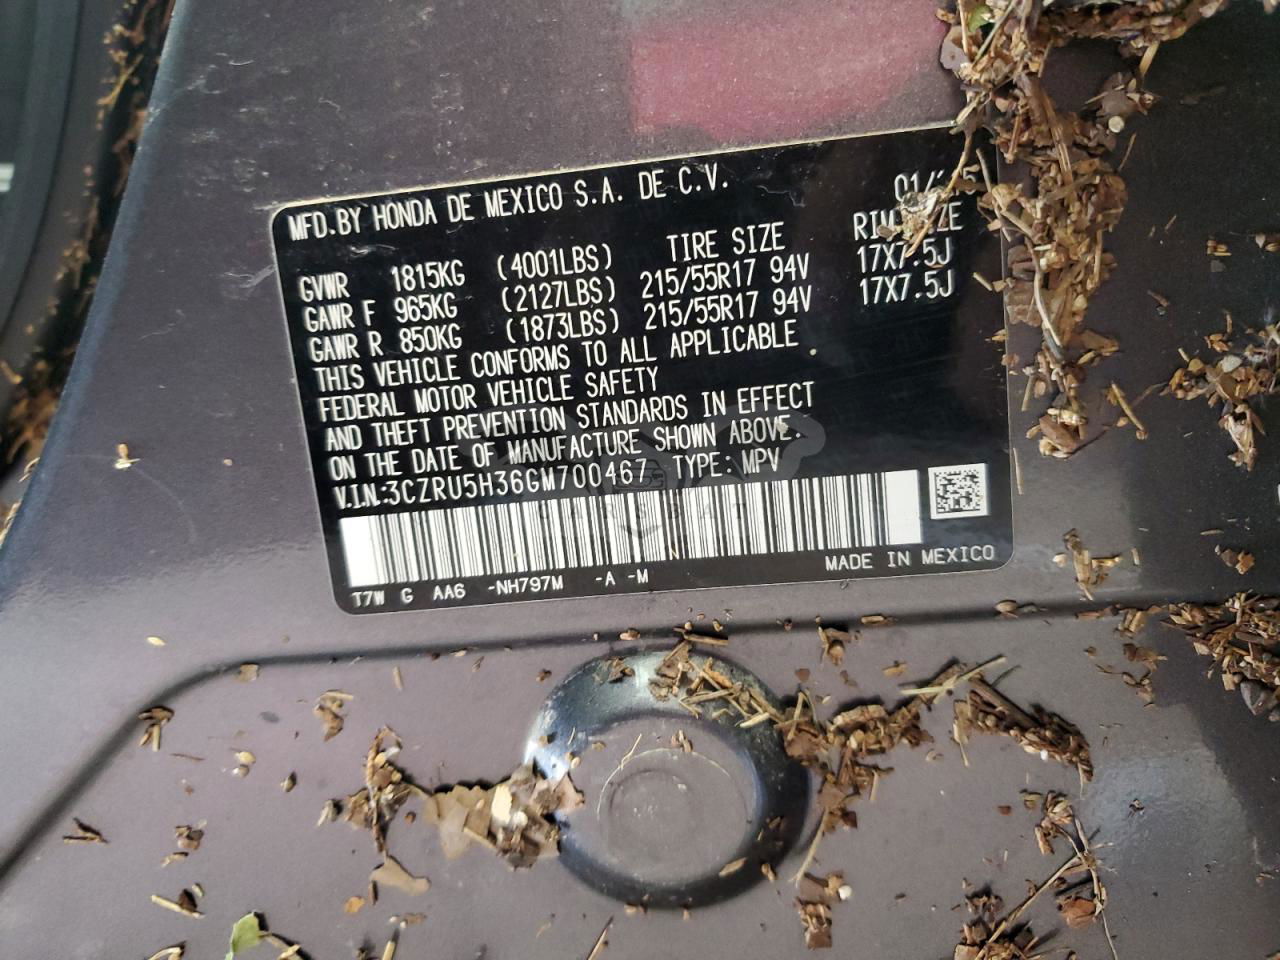 MFD.BY HONDA DE MEXICO S.A. DE C.V.
GVWR 1815KG (4001LBS) TIRE SIZE
GAWR F 965KG (2127LBS) 215/55R17 94V 17X7.5J
GAWR R 850KG (1873LBS) 215/55R17 94V 17X7.5J
THIS VEHICLE CONFORMS TO ALL APPLICABLE
FEDERAL MOTOR VEHICLE SAFETY
AND THEFT PREVENTION STANDARDS IN EFFECT
ON THE DATE OF MANUFACTURE SHOWN ABOVE.
V.I.N:3CZRU5H36GM700467 TYPE: MPV
T7W G AA6 -NH797M -A -M MADE IN MEXICO